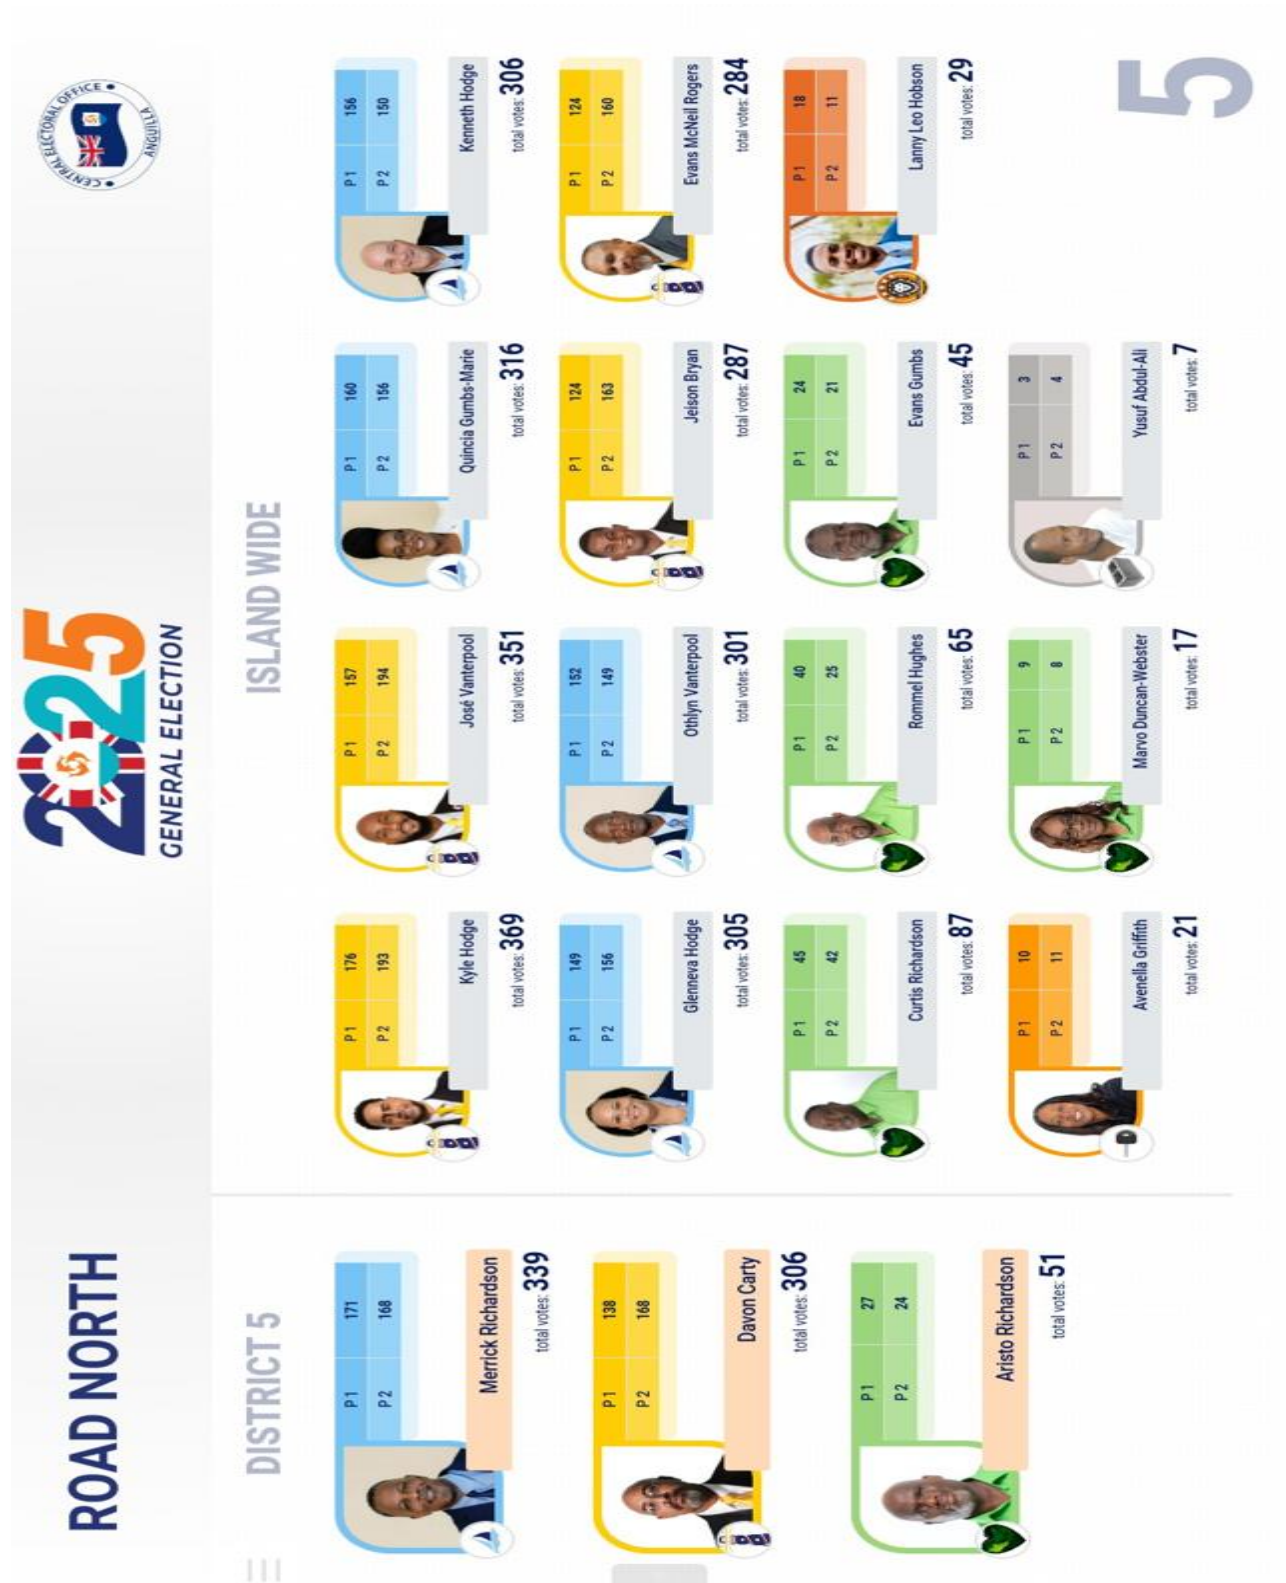 ROAD NORTH
2025
GENERAL ELECTION
CENTRAL ELECTORAL OFFICE
ANGUILLA
DISTRICT 5
P1 171
P2 168
Merrick Richardson
total votes: 339
P1 138
P2 168
Davon Carty
total votes: 306
P1 27
P2 24
Aristo Richardson
total votes: 51
ISLAND WIDE
P1 176
P2 193
Kyle Hodge
total votes: 369
P1 157
P2 194
José Vanterpool
total votes: 351
P1 160
P2 156
Quincia Gumbs-Marie
total votes: 316
P1 156
P2 150
Kenneth Hodge
total votes: 306
P1 149
P2 156
Glenneva Hodge
total votes: 305
P1 152
P2 149
Othlyn Vanterpool
total votes: 301
P1 124
P2 163
Jeison Bryan
total votes: 287
P1 124
P2 160
Evans McNeil Rogers
total votes: 284
P1 45
P2 42
Curtis Richardson
total votes: 87
P1 40
P2 25
Rommel Hughes
total votes: 65
P1 24
P2 21
Evans Gumbs
total votes: 45
P1 18
P2 11
Lanny Leo Hobson
total votes: 29
P1 10
P2 11
Avenella Griffith
total votes: 21
P1 9
P2 8
Marvo Duncan-Webster
total votes: 17
P1 3
P2 4
Yusuf Abdul-Ali
total votes: 7
5